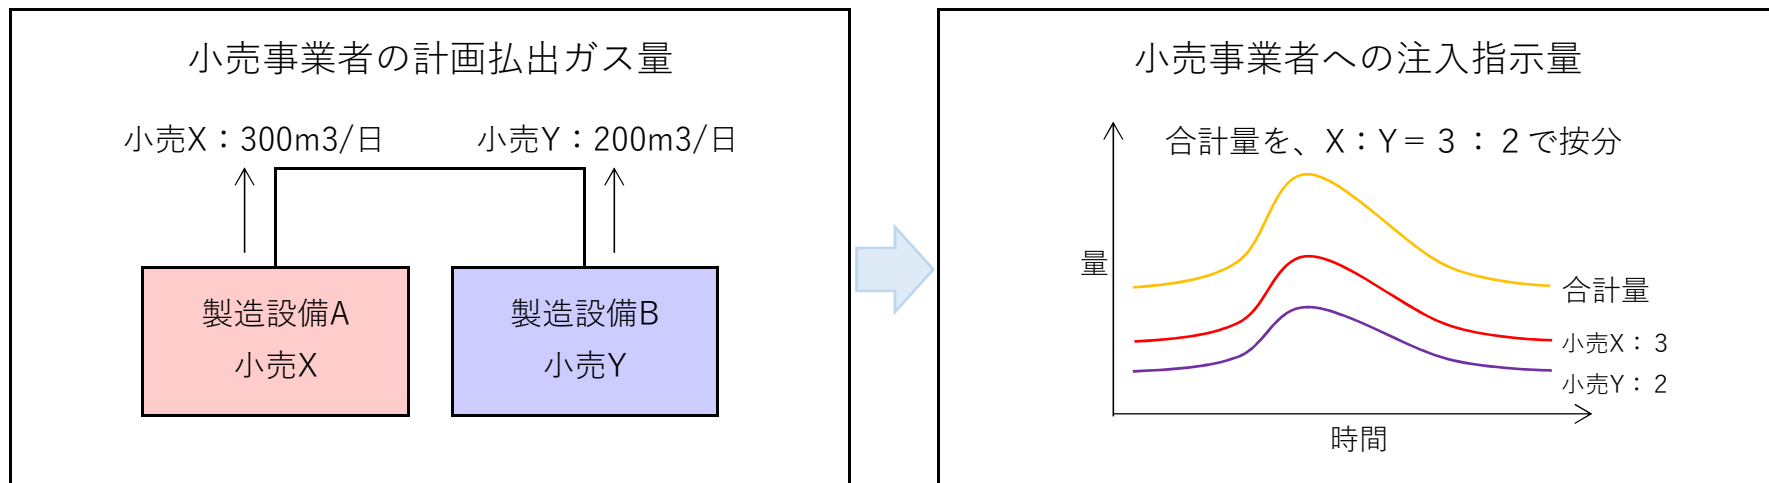 小売事業者の計画払出ガス量
小売X：300m3/日
小売Y：200m3/日
製造設備A
小売X
製造設備B
小売Y
小売事業者への注入指示量
合計量を、X：Y＝３：２で按分
量
合計量
小売X：３
小売Y：２
時間